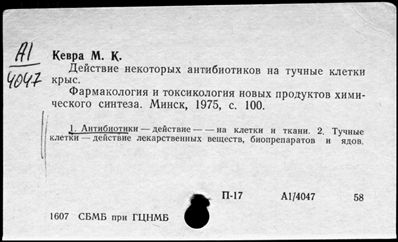 А1
4047
Кевра М. К.
Действие некоторых антибиотиков на тучные клетки
крыс.
Фармакология и токсикология новых продуктов хими-
ческого синтеза. Минск, 1975, с. 100.
1. Антибиотики — действие — — на клетки и ткани. 2. Тучные
клетки — действие лекарственных веществ, биопрепаратов и ядов.
П-17 А1/4047 58
1607 СБМБ при ГЦНМБ